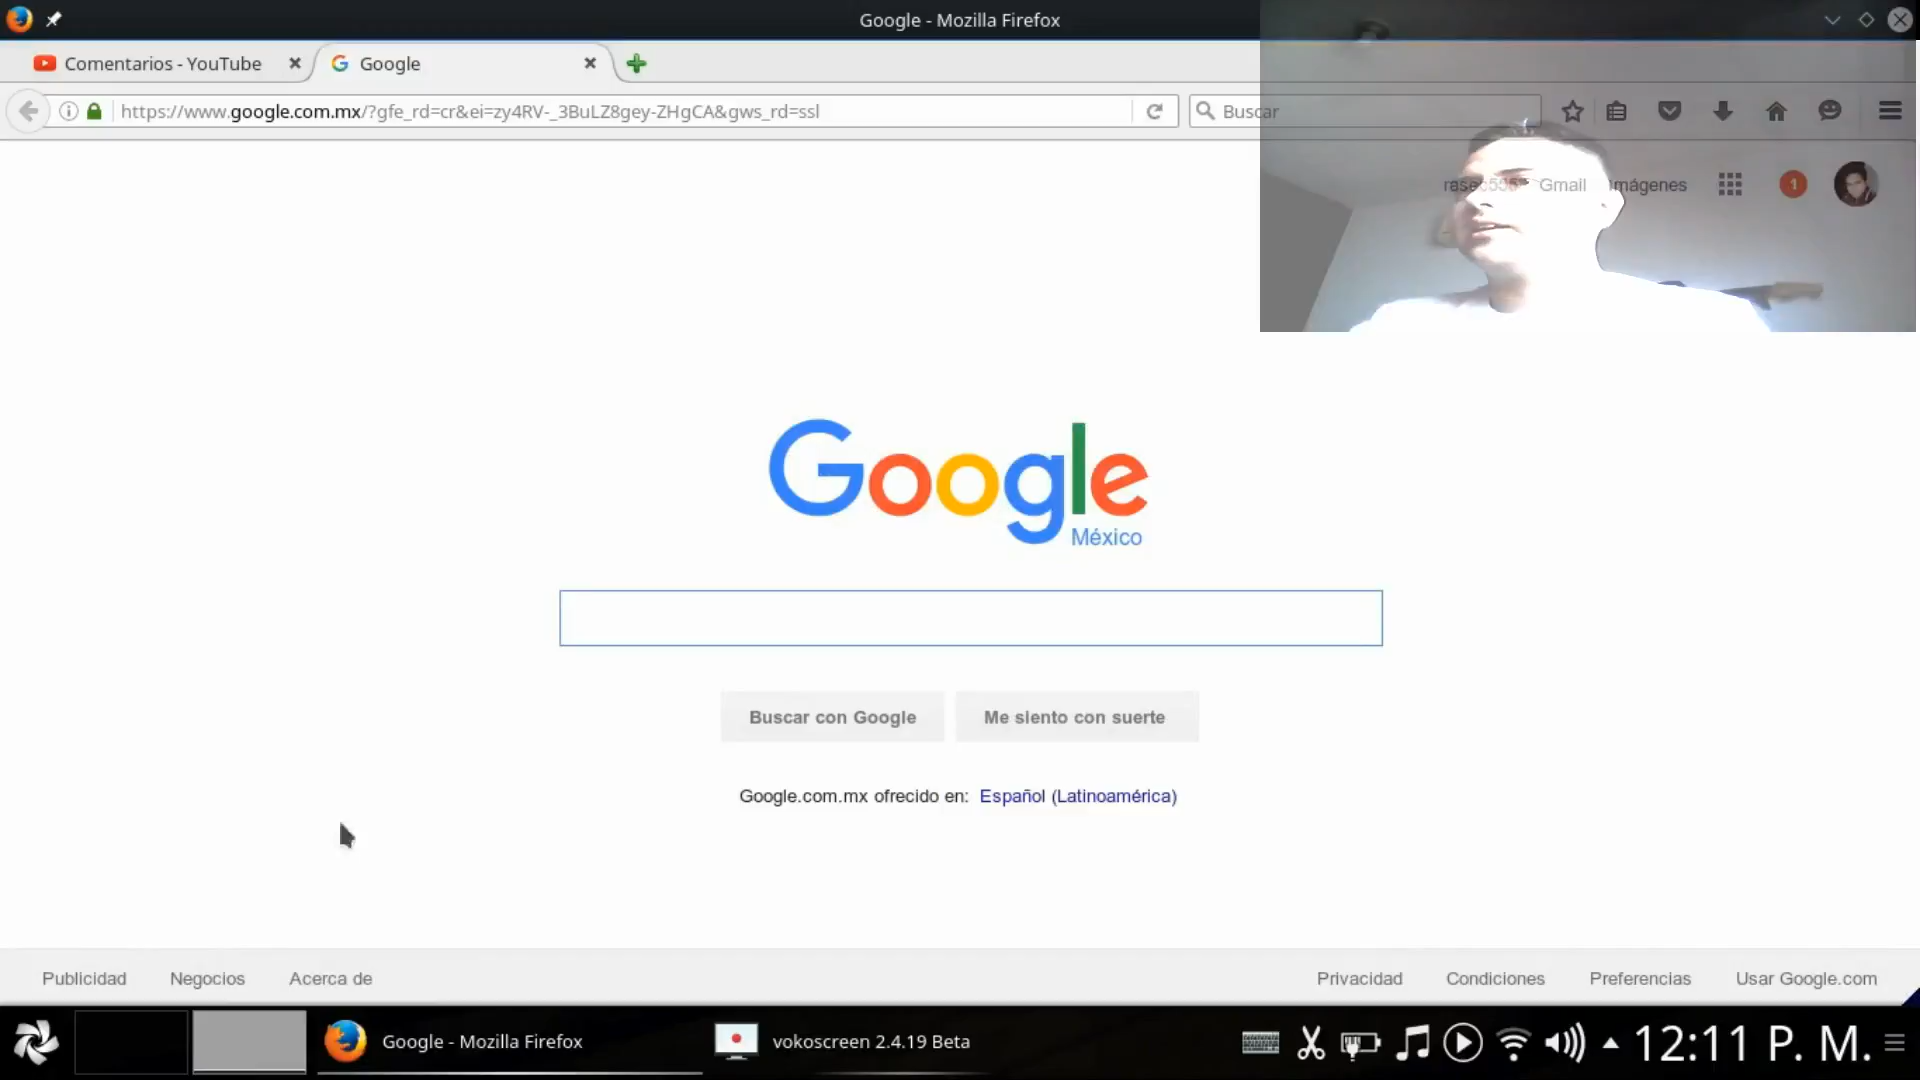 Google - Mozilla Firefox
Comentarios - YouTube
Google
https://www.google.com.mx/?gfe_rd=cr&ei=zy4RV-_3BuLZ8gey-ZHgCA&gws_rd=ssl
Buscar
Gmail
Imágenes
1
Google
México
Buscar con Google
Me siento con suerte
Google.com.mx ofrecido en: Español (Latinoamérica)
Publicidad
Negocios
Acerca de
Privacidad
Condiciones
Preferencias
Usar Google.com
Google - Mozilla Firefox
vokoscreen 2.4.19 Beta
12:11 P. M.